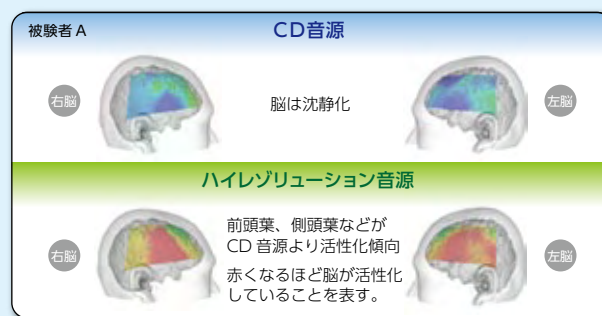 被験者 A
CD音源
右脳
脳は沈静化
左脳
ハイレゾリューション音源
右脳
前頭葉、側頭葉などが
CD 音源より活性化傾向
赤くなるほど脳が活性化
していることを表す。
左脳